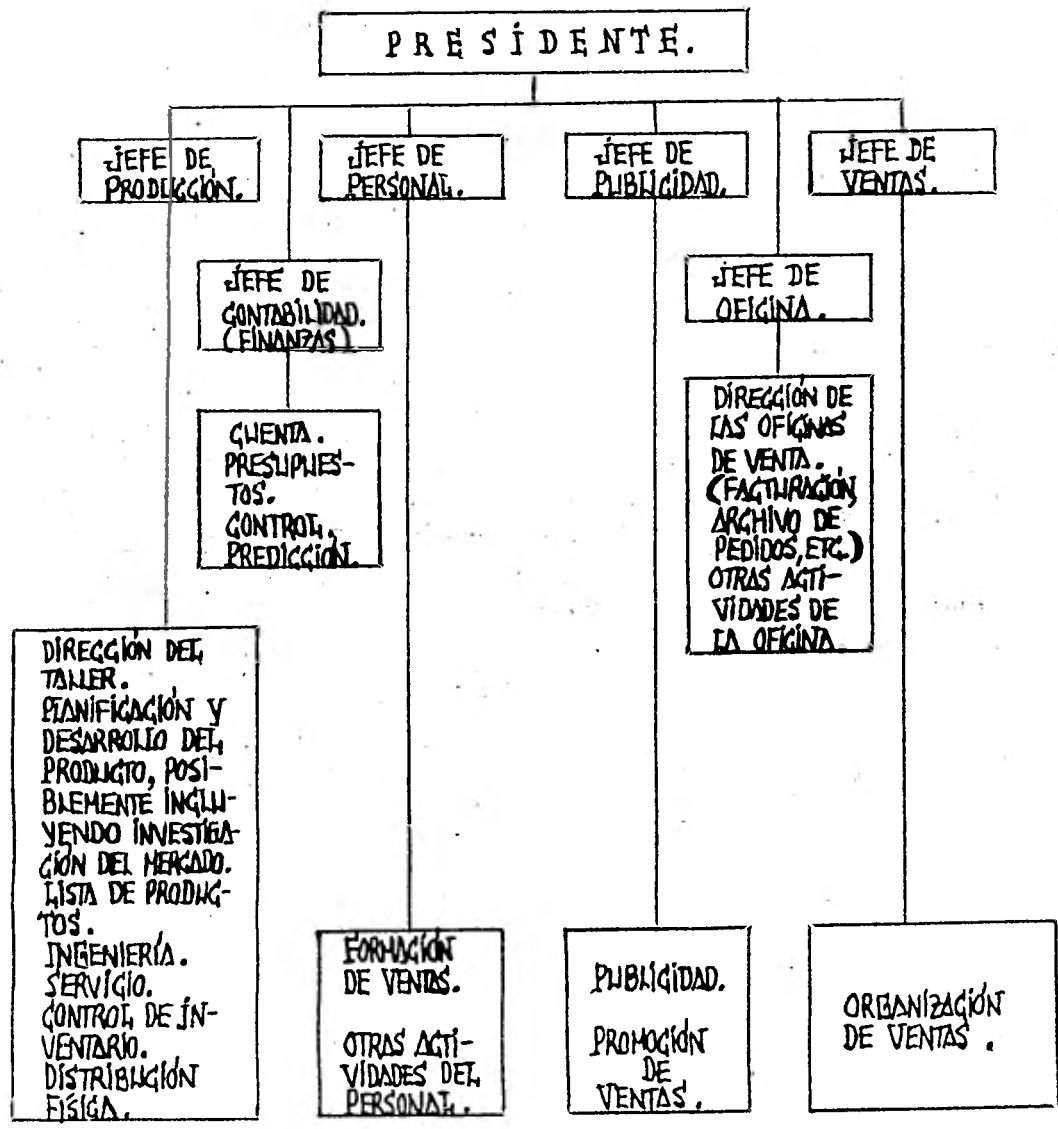 PRESIDENTE.
JEFE DE
PRODUCCIÓN.
JEFE DE
PERSONAL.
JEFE DE
PUBLICIDAD.
JEFE DE
VENTAS.
JEFE DE
CONTABILIDAD.
(FINANZAS)
JEFE DE
OFICINA.
CUENTA.
PRESUPUES-
TOS.
CONTROL.
PREDICCIÓN.
DIRECCIÓN DE
LAS OFICINAS
DE VENTA.
(FACTURACIÓN,
ARCHIVO DE
PEDIDOS, ETC.)
OTRAS ACTI-
VIDADES DE
LA OFICINA.
DIRECCIÓN DEL
TALLER.
PLANIFICACIÓN Y
DESARROLLO DEL
PRODUCTO, POSI-
BLEMENTE INCLU-
YENDO INVESTIGA-
CIÓN DEL MERCADO.
LISTA DE PRODUC-
TOS.
INGENIERÍA.
SERVICIO.
CONTROL DE IN-
VENTARIO.
DISTRIBUCIÓN
FÍSICA.
FORMACIÓN
DE VENTAS.
OTRAS ACTI-
VIDADES DEL
PERSONAL.
PUBLICIDAD.
PROMOCIÓN
DE
VENTAS.
ORGANIZACIÓN
DE VENTAS.